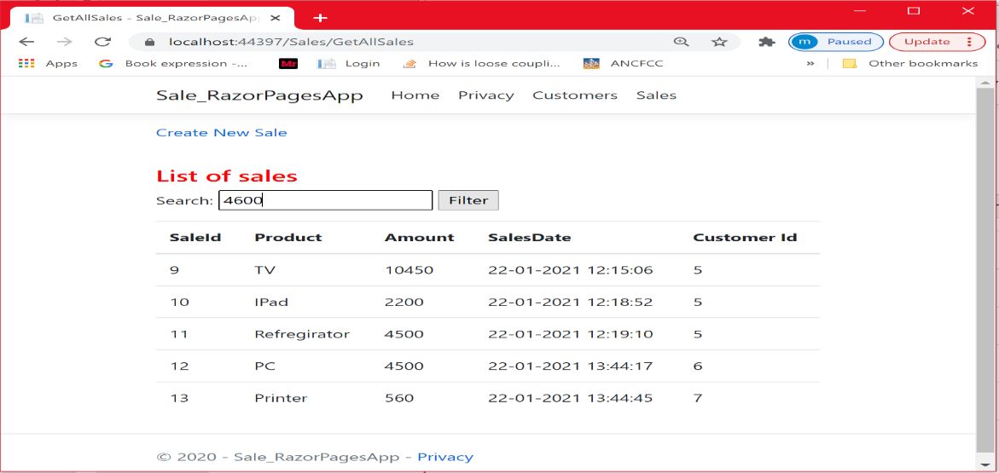 GetAllSales - Sale_RazorPagesAp
localhost:44397/Sales/GetAllSales
m Paused
Update
Apps
Book expression -...
Mr
Login
How is loose coupli...
ANCFCC
»
Other bookmarks
Sale_RazorPagesApp Home Privacy Customers Sales
Create New Sale
List of sales
Search: 4600 Filter
SaleId Product Amount SalesDate Customer Id
9 TV 10450 22-01-2021 12:15:06 5
10 IPad 2200 22-01-2021 12:18:52 5
11 Refregirator 4500 22-01-2021 12:19:10 5
12 PC 4500 22-01-2021 13:44:17 6
13 Printer 560 22-01-2021 13:44:45 7
© 2020 - Sale_RazorPagesApp - Privacy